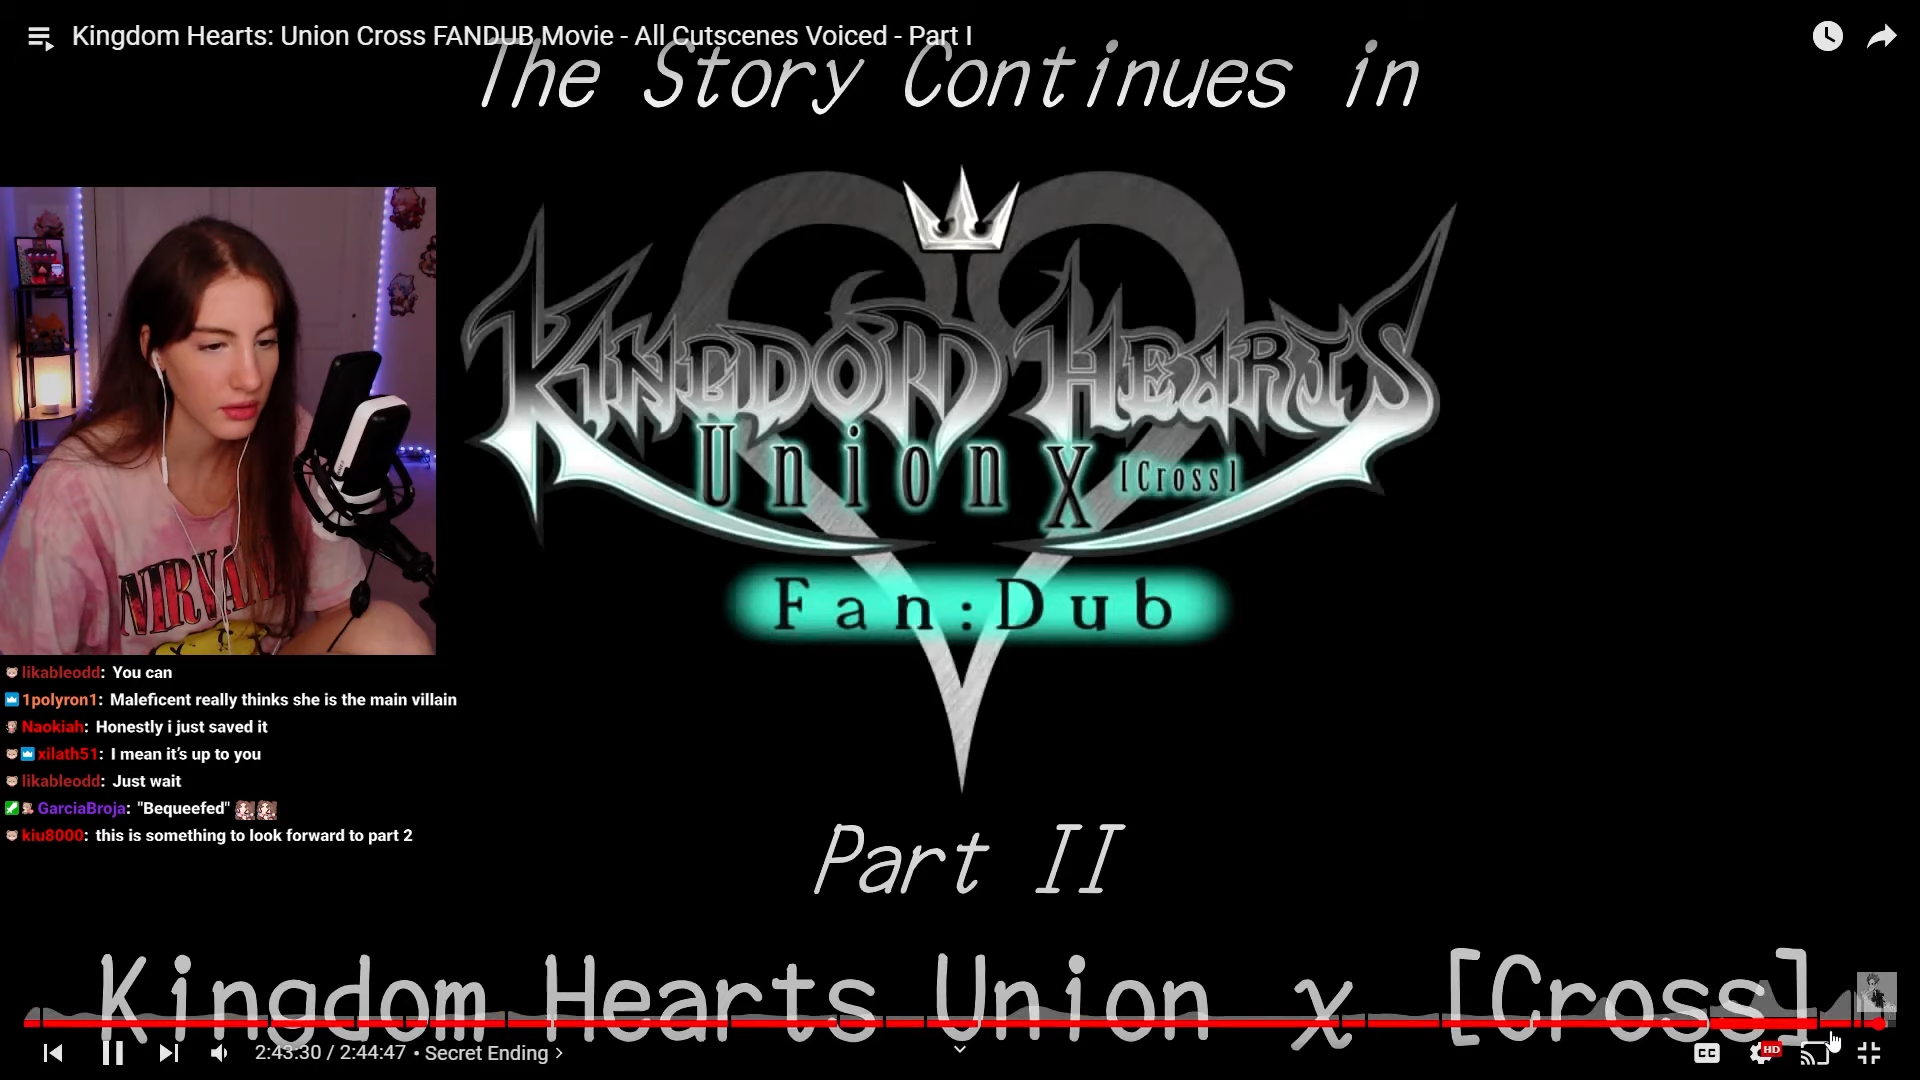 Kingdom Hearts: Union Cross FANDUB Movie - All Cutscenes Voiced - Part I
The Story Continues in
KINGDOM HEARTS
Union X [Cross]
Fan:Dub
NIRVANA
likableodd: You can
1polyron1: Maleficent really thinks she is the main villain
Naokiah: Honestly i just saved it
xilath51: I mean it's up to you
likableodd: Just wait
GarciaBroja: "Bequeefed"
kiu8000: this is something to look forward to part 2
Part II
Kingdom Hearts Union χ [Cross]
2:43:30 / 2:44:47 • Secret Ending >
CC
HD